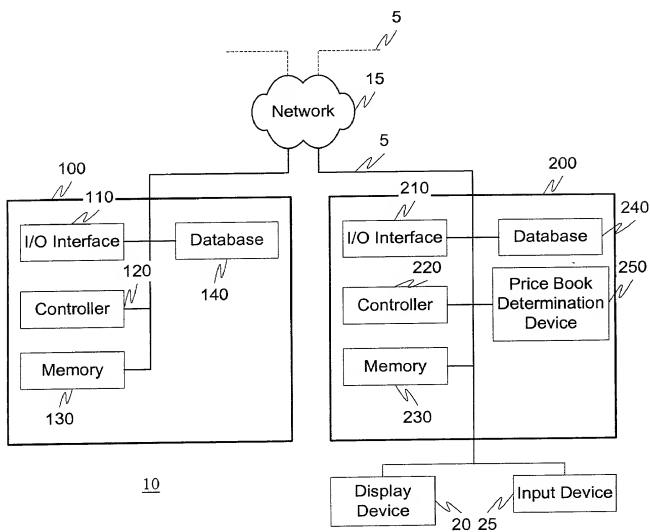 5
15
Network
5
100
200
110
210
I/O Interface
Database
I/O Interface
Database
240
120
140
220
Price Book
Determination
Device
250
Controller
Controller
Memory
Memory
130
230
10
Display
Device
Input Device
20
25